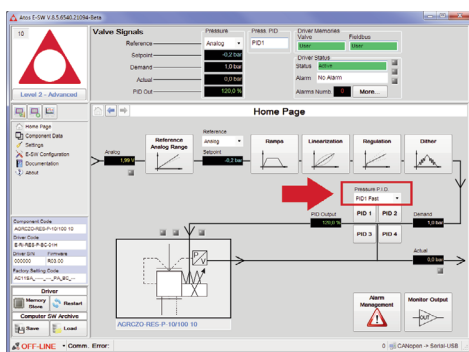 Atos E-SW V.8.5.6540.21094-Beta
10
Level 2 - Advanced
Valve Signals
Pressure
Press. PID
Reference
Analog
PID1
Setpoint
-0,2 bar
Demand
1,0 bar
Actual
0,0 bar
PID Out
120,0 %
Driver Memories
Valve
Fieldbus
User
User
Driver Status
Status
Active
Alarm
No Alarm
Alarms Numb.
0
More...
Home Page
Home Page
Component Data
Settings
E-SW Configuration
Documentation
About
Component Code
AGRCZO-RES-P-10/100 10
Driver Code
E-RI-RES-P-BC-01H
Driver S/N
Firmware
000000
R03.00
Factory Setting Code
Driver
Memory Store
Restart
Computer SW Archive
Save
Load
Analog
1,99 V
Reference
Analog Range
Reference
Analog
Setpoint
-0,2 bar
Ramps
Linearization
Regulation
Dither
Pressure P.I.D.
PID1 Fast
PID Output
120,0 %
PID 1
PID 2
PID 3
PID 4
Demand
1,0 bar
Actual
0,0 bar
P/V
AGRCZO-RES-P-10/100 10
Alarm
Management
Monitor Output
OUT
OFF-LINE
Comm. Error:
0
CANopen -> Serial-USB